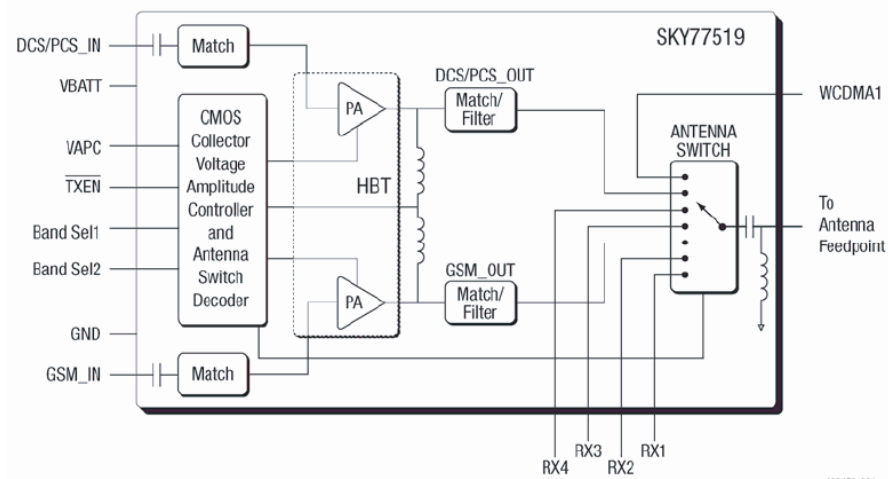 SKY77519
DCS/PCS_IN
Match
VBATT
CMOS
Collector
Voltage
Amplitude
Controller
and
Antenna
Switch
Decoder
VAPC
TXEN
Band Sel1
Band Sel2
GND
GSM_IN
Match
PA
HBT
PA
DCS/PCS_OUT
Match/
Filter
GSM_OUT
Match/
Filter
ANTENNA
SWITCH
WCDMA1
To
Antenna
Feedpoint
RX4
RX3
RX2
RX1